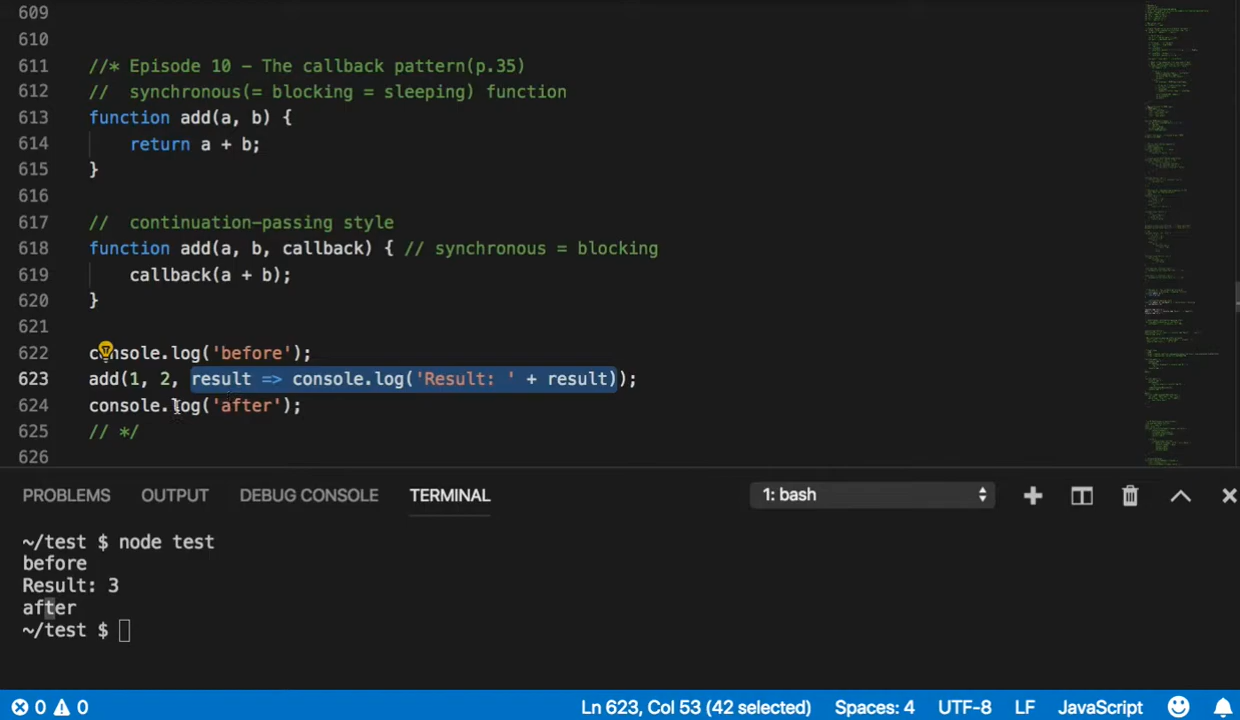 609
610
611 //* Episode 10 - The callback pattern(p.35)
612 //  synchronous(= blocking = sleeping) function
613 function add(a, b) {
614     return a + b;
615 }
616
617 //  continuation-passing style
618 function add(a, b, callback) { // synchronous = blocking
619     callback(a + b);
620 }
621
622 console.log('before');
623 add(1, 2, result => console.log('Result: ' + result));
624 console.log('after');
625 // */
626
PROBLEMS OUTPUT DEBUG CONSOLE TERMINAL 1: bash
~/test $ node test
before
Result: 3
after
~/test $
0 0 Ln 623, Col 53 (42 selected) Spaces: 4 UTF-8 LF JavaScript